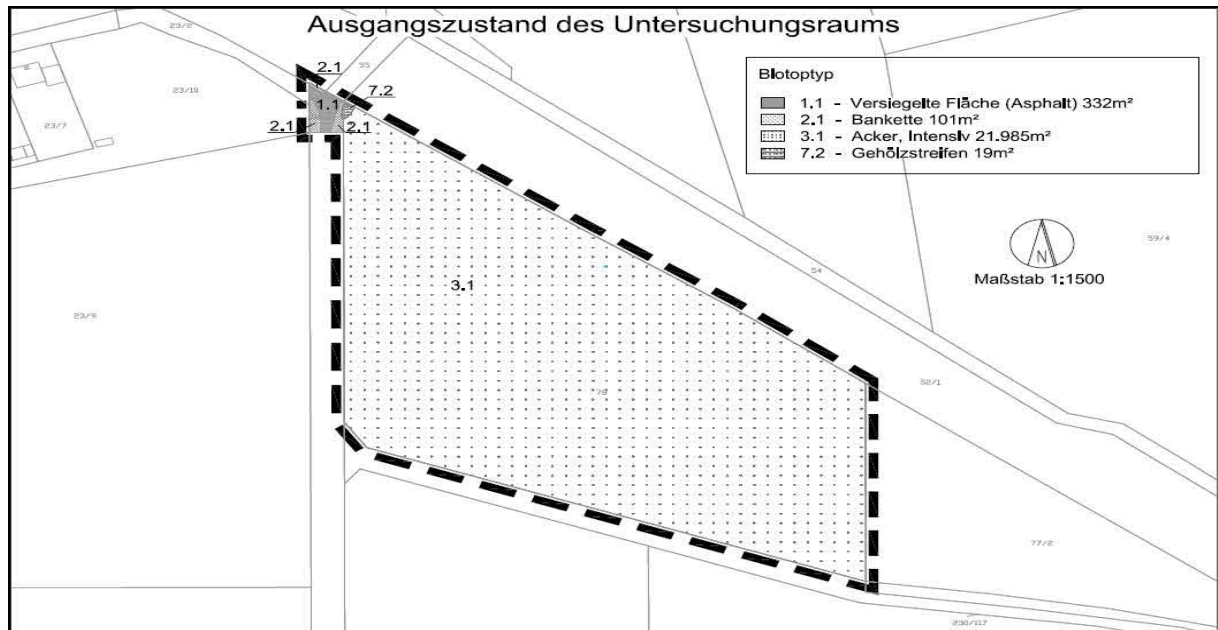 Ausgangszustand des Untersuchungsraums
23/2
55
2.1
7.2
1.1
2.1
2.1
23/10
23/7
Biotoptyp
1.1 - Versiegelte Fläche (Asphalt) 332m²
2.1 - Bankette 101m²
3.1 - Acker, Intensiv 21.985m²
7.2 - Gehölzstreifen 19m²
N
Maßstab 1:1500
59/4
54
3.1
23/9
52/1
78
77/2
230/117